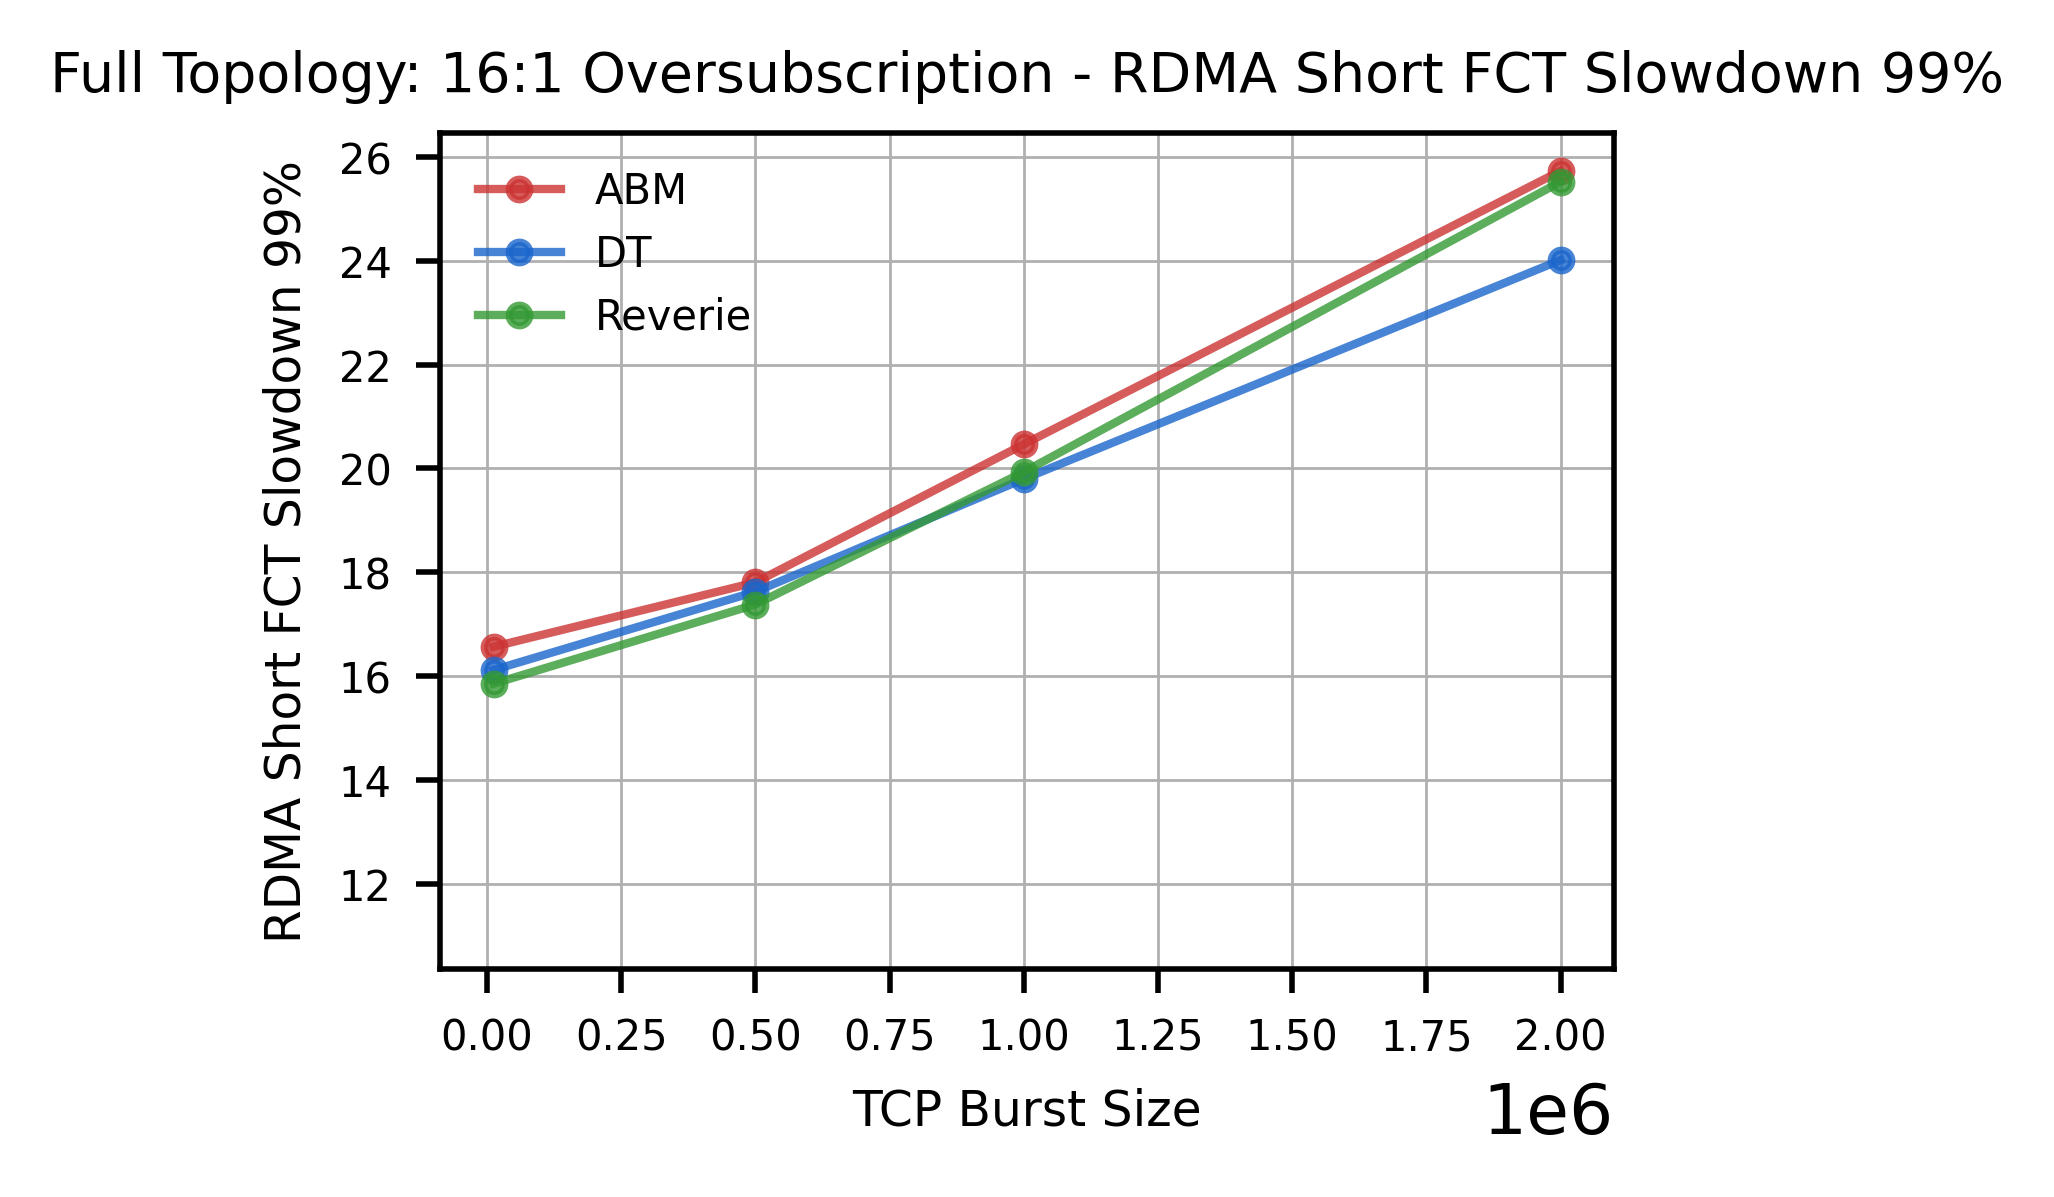 Full Topology: 16:1 Oversubscription - RDMA Short FCT Slowdown 99%
RDMA Short FCT Slowdown 99%
26
24
22
20
18
16
14
12
ABM
DT
Reverie
0.00 0.25 0.50 0.75 1.00 1.25 1.50 1.75 2.00
TCP Burst Size
1e6